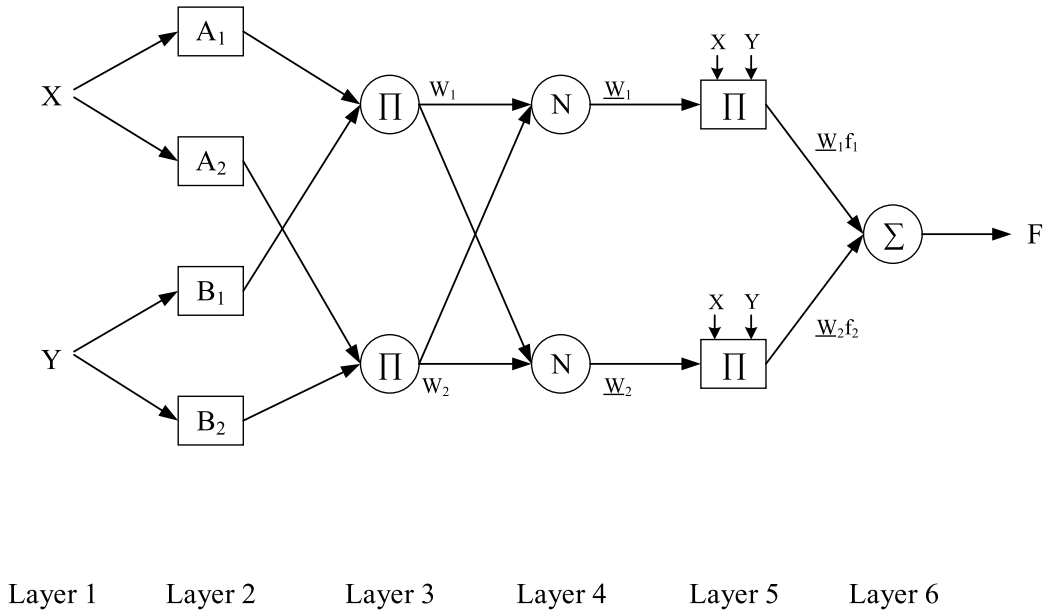 A₁
X Y
X
∏
W₁
N
W₁
∏
A₂
W₁f₁
∑
F
B₁
X Y
Y
∏
W₂
N
W₂
∏
W₂f₂
B₂
Layer 1 Layer 2 Layer 3 Layer 4 Layer 5 Layer 6